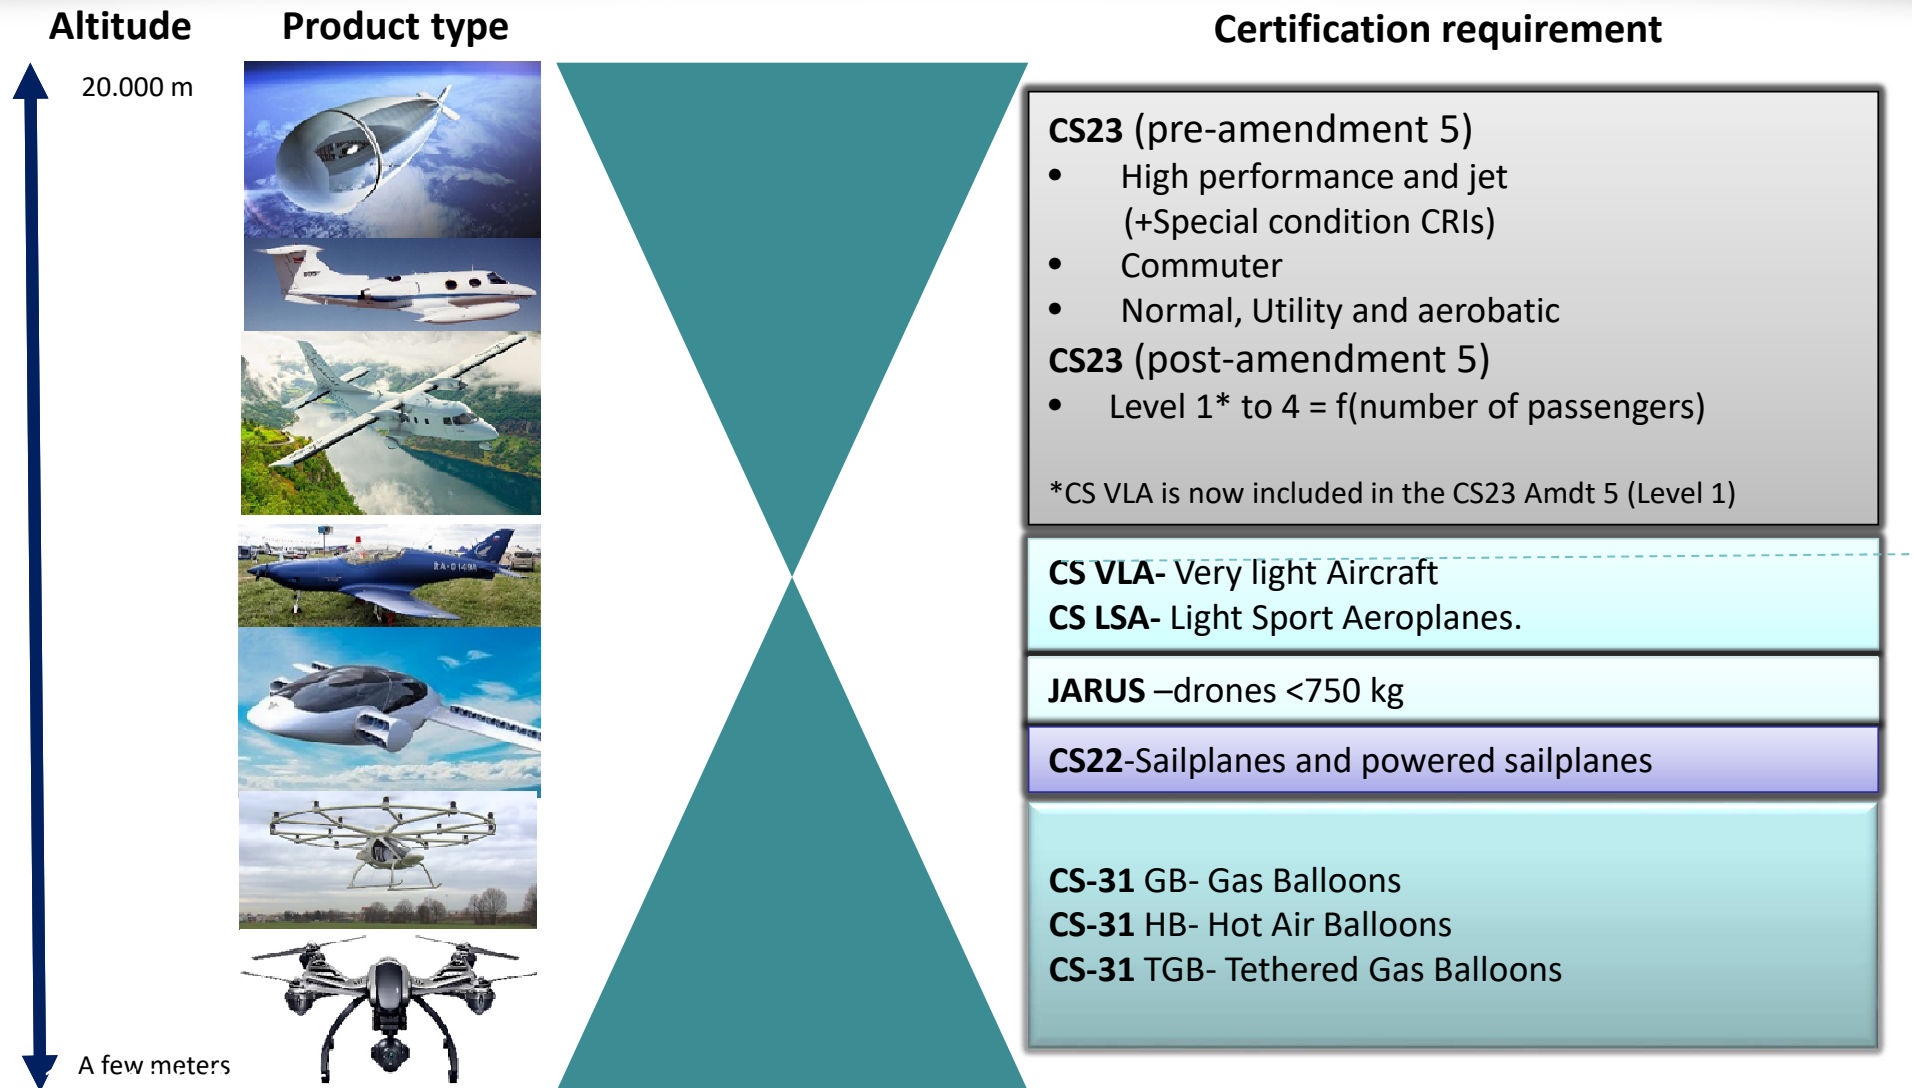 Altitude
Product type
Certification requirement
20.000 m
CS23 (pre-amendment 5)
• High performance and jet
(+Special condition CRIs)
• Commuter
• Normal, Utility and aerobatic
CS23 (post-amendment 5)
• Level 1* to 4 = f(number of passengers)
*CS VLA is now included in the CS23 Amdt 5 (Level 1)
CS VLA- Very light Aircraft
CS LSA- Light Sport Aeroplanes.
JARUS –drones <750 kg
CS22-Sailplanes and powered sailplanes
CS-31 GB- Gas Balloons
CS-31 HB- Hot Air Balloons
CS-31 TGB- Tethered Gas Balloons
A few meters